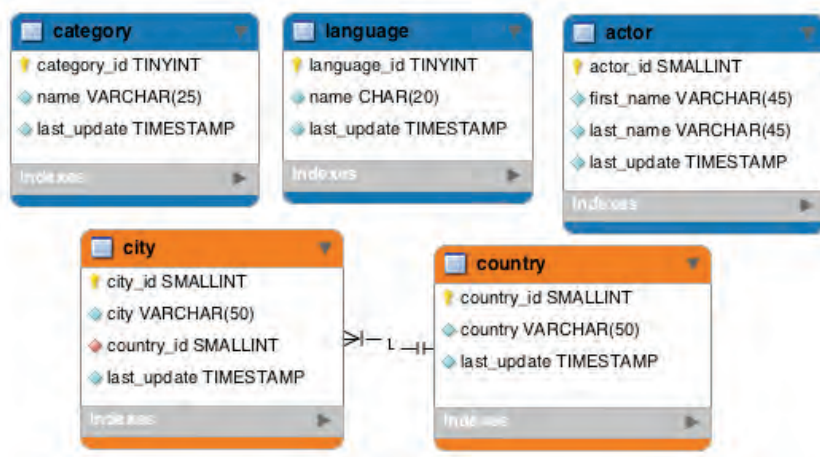 category
category_id TINYINT
name VARCHAR(25)
last_update TIMESTAMP
Indexes
language
language_id TINYINT
name CHAR(20)
last_update TIMESTAMP
Indexes
actor
actor_id SMALLINT
first_name VARCHAR(45)
last_name VARCHAR(45)
last_update TIMESTAMP
Indexes
city
city_id SMALLINT
city VARCHAR(50)
country_id SMALLINT
last_update TIMESTAMP
Indexes
country
country_id SMALLINT
country VARCHAR(50)
last_update TIMESTAMP
Indexes